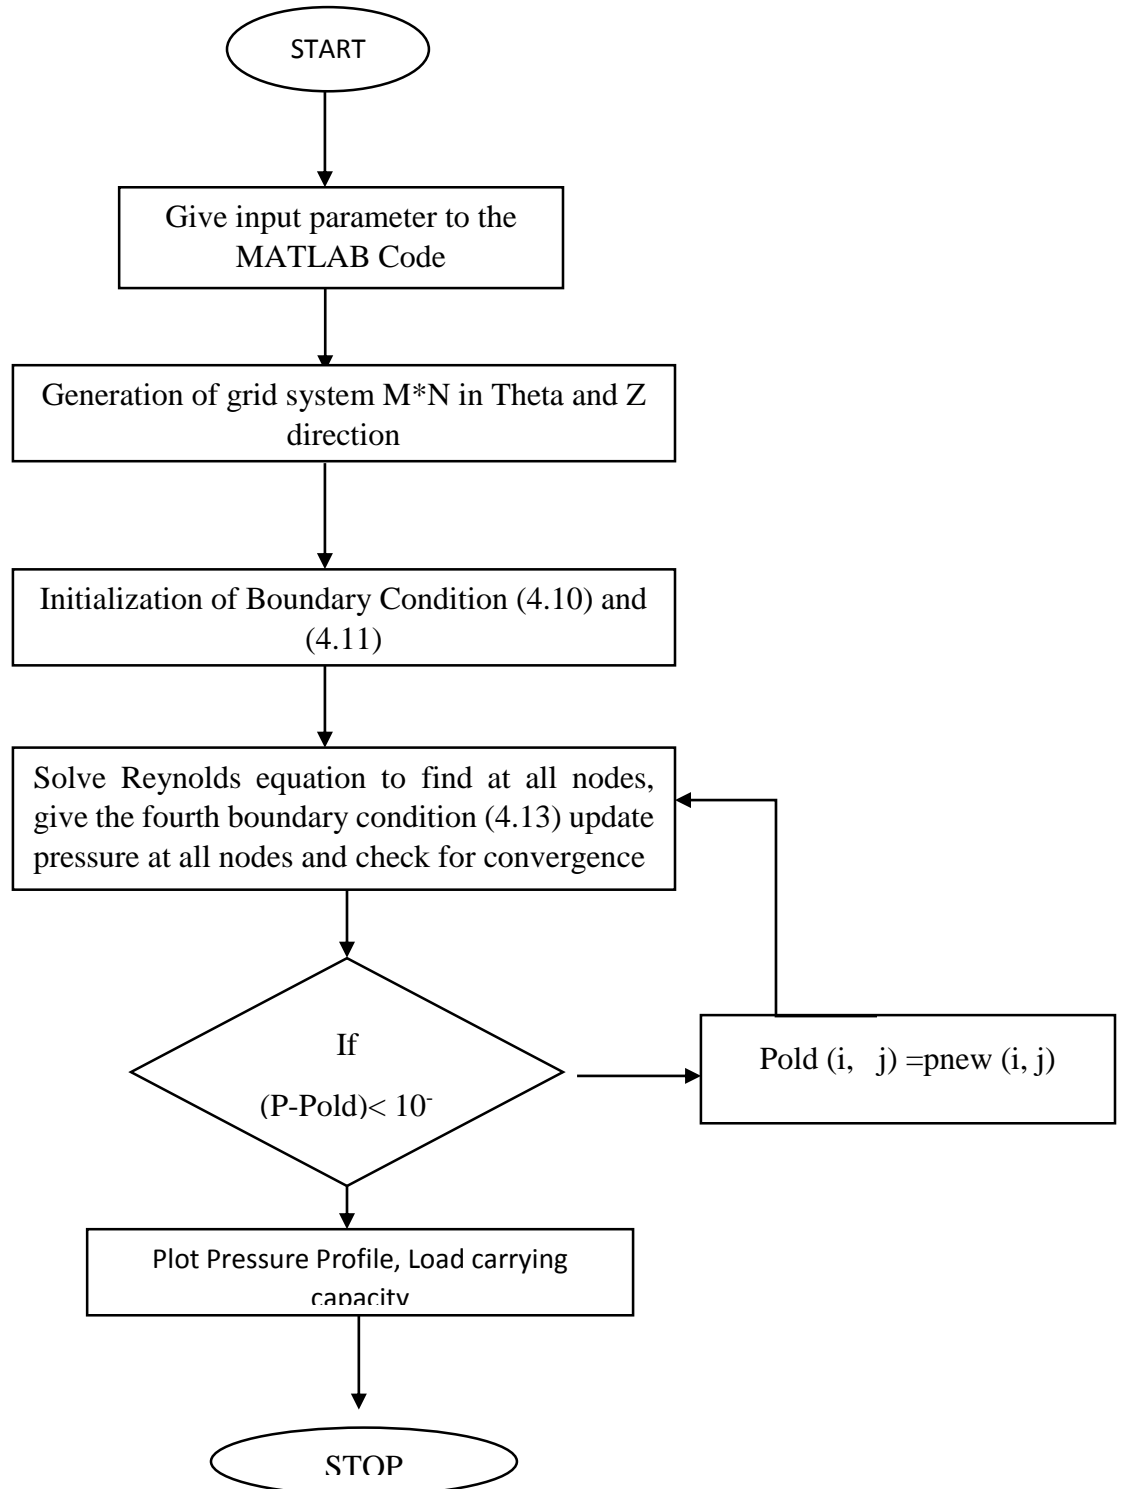 START
Give input parameter to the
MATLAB Code
Generation of grid system M*N in Theta and Z
direction
Initialization of Boundary Condition (4.10) and
(4.11)
Solve Reynolds equation to find at all nodes,
give the fourth boundary condition (4.13) update
pressure at all nodes and check for convergence
If
(P-Pold)< 10-
Pold (i, j) =pnew (i, j)
Plot Pressure Profile, Load carrying
capacity
STOP